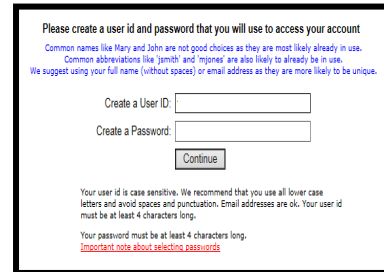 Please create a user id and password that you will use to access your account
Common names like Mary and John are not good choices as they are most likely already in use.
Common abbreviations like 'jsmith' and 'mjones' are also likely to already be in use.
We suggest using your full name (without spaces) or email address as they are more likely to be unique.
Create a User ID:
Create a Password:
Continue
Your user id is case sensitive. We recommend that you use all lower case
letters and avoid spaces and punctuation. Email addresses are ok. Your user id
must be at least 4 characters long.
Your password must be at least 4 characters long.
Important note about selecting passwords